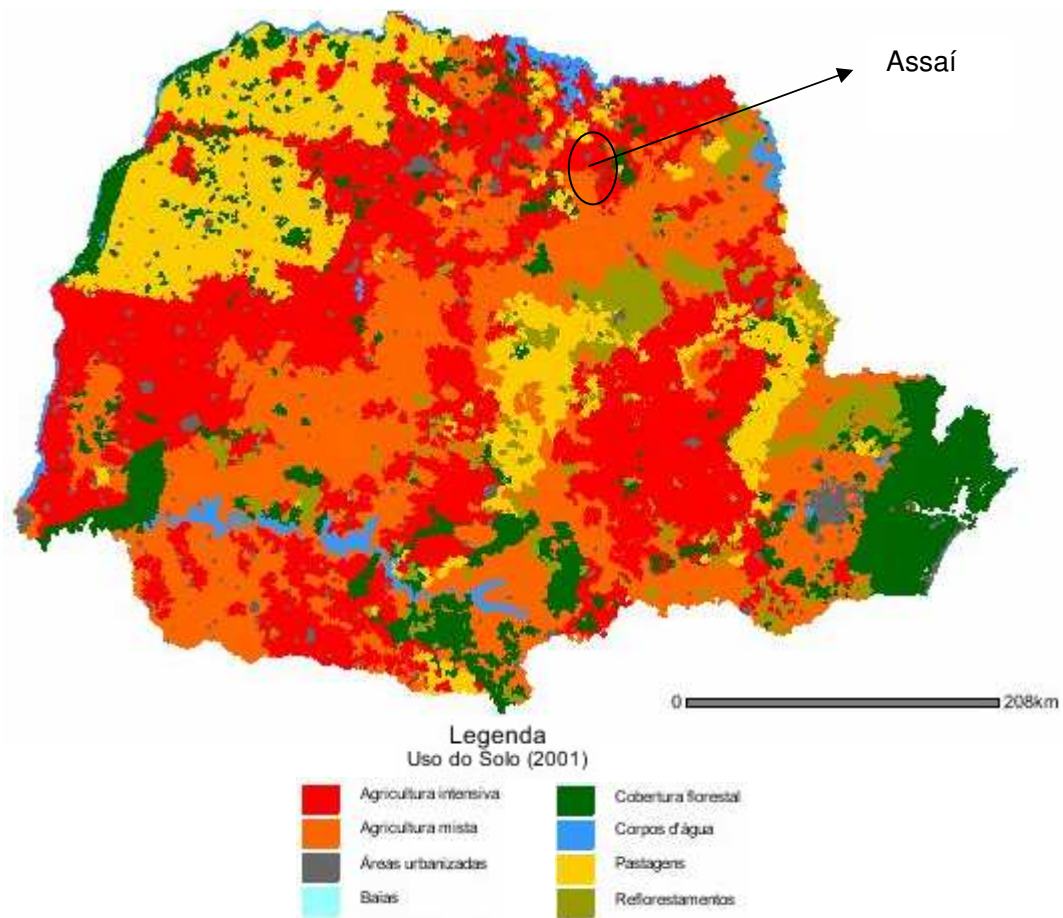 Assaí
0 208km
Legenda
Uso do Solo (2001)
Agricultura intensiva
Cobertura florestal
Agricultura mista
Corpos d'água
Áreas urbanizadas
Pastagens
Baias
Reflorestamentos